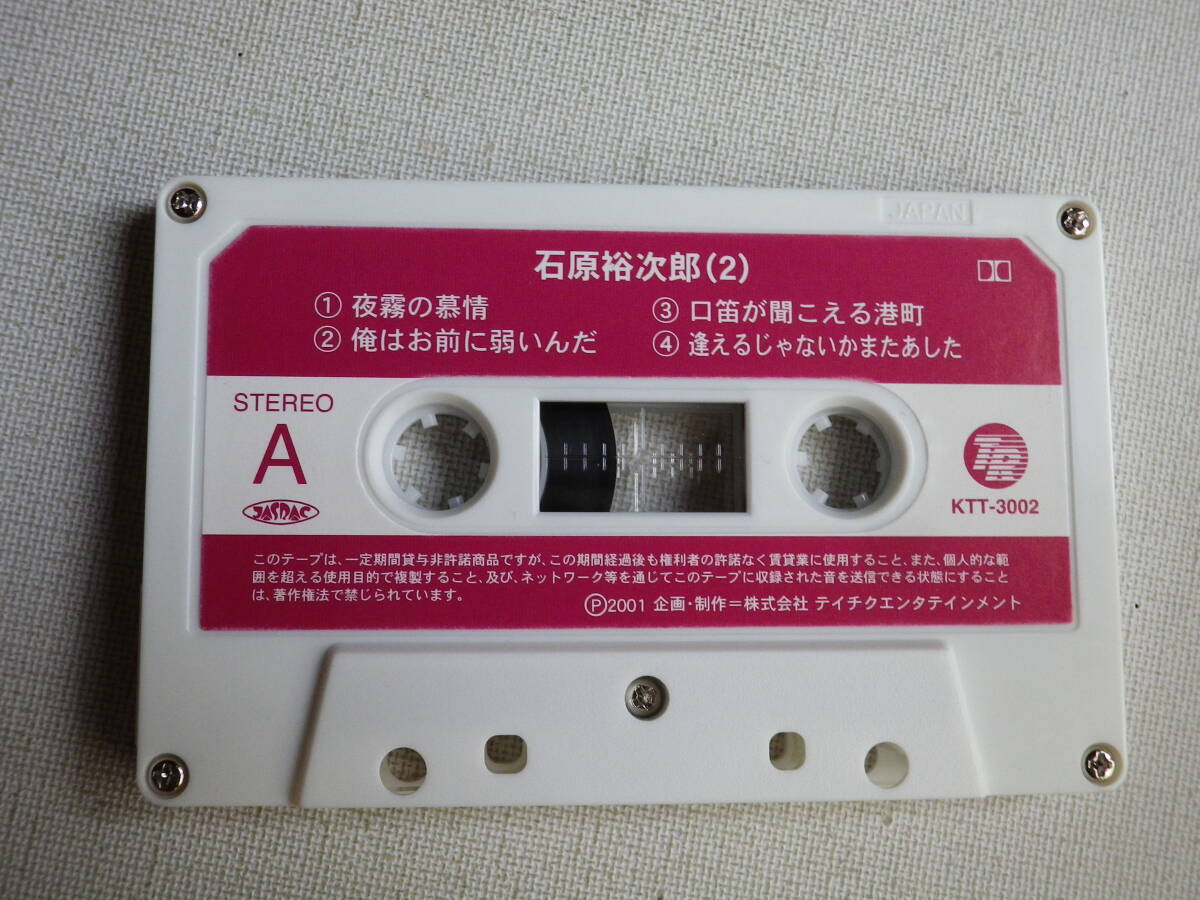 JAPAN
石原裕次郎(2)
① 夜霧の慕情
② 俺はお前に弱いんだ
③ 口笛が聞こえる港町
④ 逢えるじゃないかまたあした
STEREO
A
JASRAC
KTT-3002
このテープは、一定期間貸与非許諾商品ですが、この期間経過後も権利者の許諾なく賃貸業に使用すること、また、個人的な範
囲を超える使用目的で複製すること、及び、ネットワーク等を通じてこのテープに収録された音を送信できる状態にすること
は、著作権法で禁じられています。
Ⓟ2001 企画・制作=株式会社 テイチクエンタテインメント